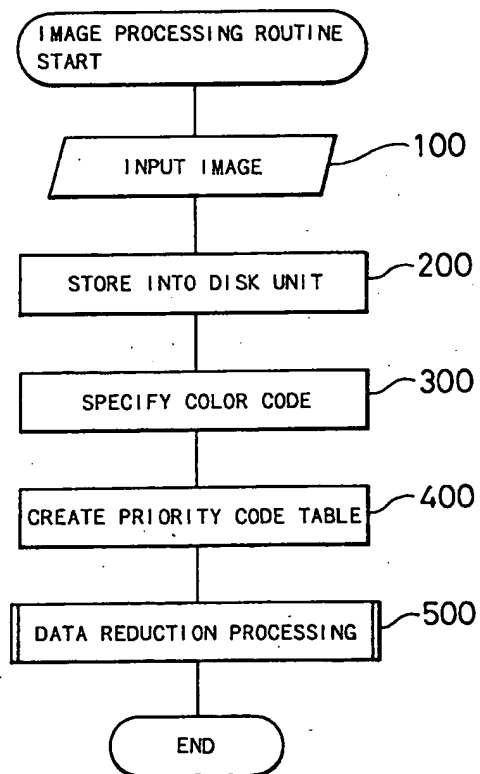 IMAGE PROCESSING ROUTINE
START
INPUT IMAGE
100
STORE INTO DISK UNIT
200
SPECIFY COLOR CODE
300
CREATE PRIORITY CODE TABLE
400
DATA REDUCTION PROCESSING
500
END